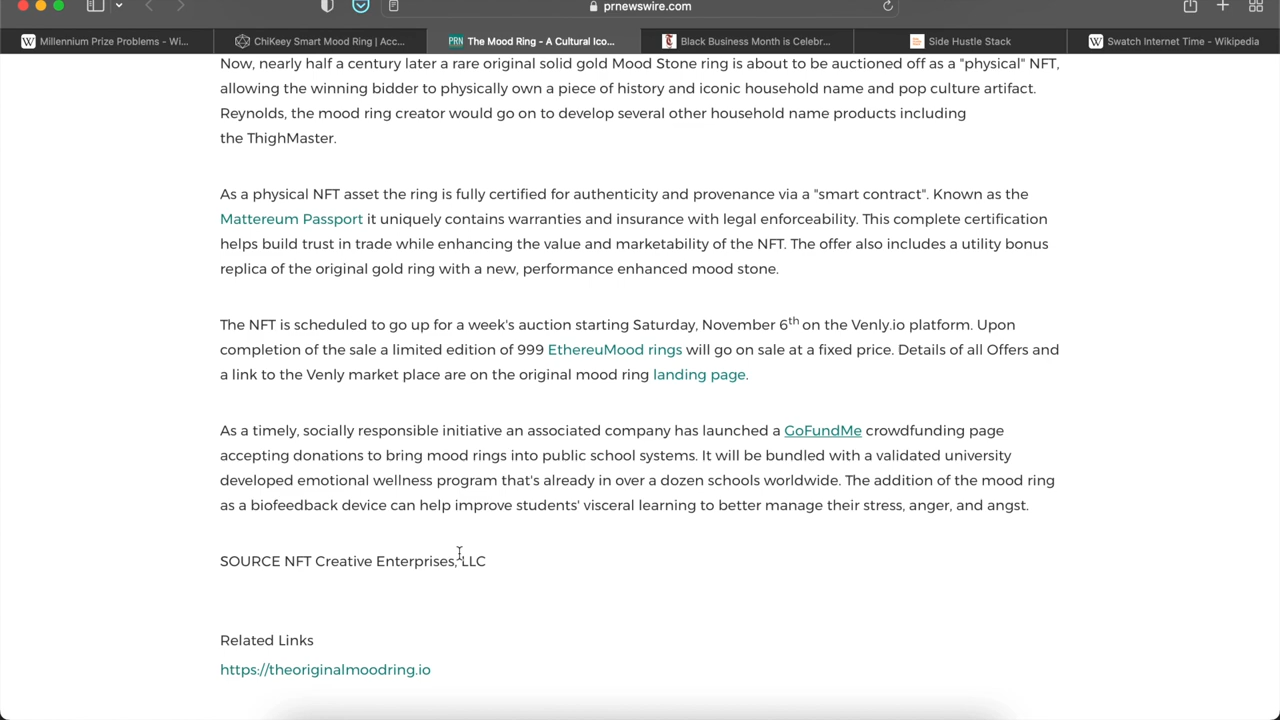 prnewswire.com
Millennium Prize Problems - Wi...
ChiKeey Smart Mood Ring | Acc...
PRN The Mood Ring - A Cultural Ico...
Black Business Month is Celebr...
Side Hustle Stack
Swatch Internet Time - Wikipedia
Now, nearly half a century later a rare original solid gold Mood Stone ring is about to be auctioned off as a "physical" NFT,
allowing the winning bidder to physically own a piece of history and iconic household name and pop culture artifact.
Reynolds, the mood ring creator would go on to develop several other household name products including
the ThighMaster.
As a physical NFT asset the ring is fully certified for authenticity and provenance via a "smart contract". Known as the
Mattereum Passport it uniquely contains warranties and insurance with legal enforceability. This complete certification
helps build trust in trade while enhancing the value and marketability of the NFT. The offer also includes a utility bonus
replica of the original gold ring with a new, performance enhanced mood stone.
The NFT is scheduled to go up for a week's auction starting Saturday, November 6th on the Venly.io platform. Upon
completion of the sale a limited edition of 999 EthereuMood rings will go on sale at a fixed price. Details of all Offers and
a link to the Venly market place are on the original mood ring landing page.
As a timely, socially responsible initiative an associated company has launched a GoFundMe crowdfunding page
accepting donations to bring mood rings into public school systems. It will be bundled with a validated university
developed emotional wellness program that's already in over a dozen schools worldwide. The addition of the mood ring
as a biofeedback device can help improve students' visceral learning to better manage their stress, anger, and angst.
SOURCE NFT Creative Enterprises, LLC
Related Links
https://theoriginalmoodring.io